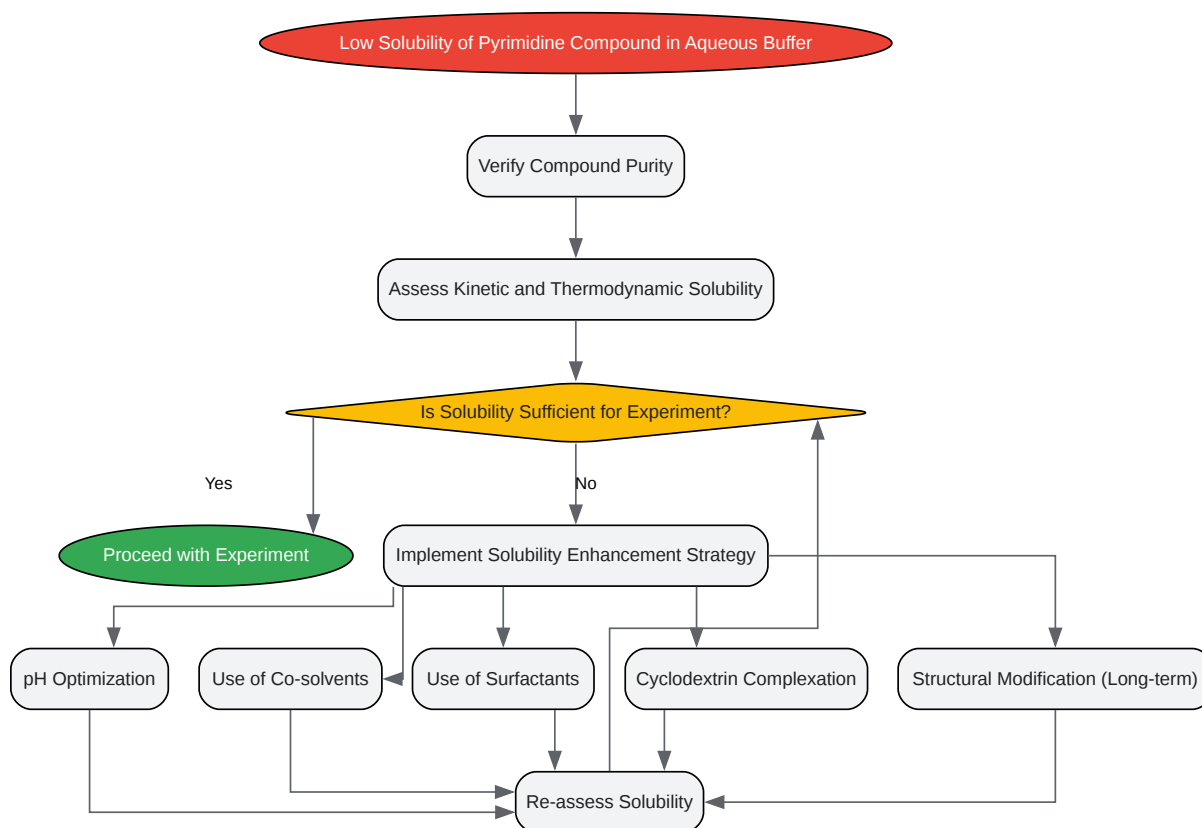 Low Solubility of Pyrimidine Compound in Aqueous Buffer
Verify Compound Purity
Assess Kinetic and Thermodynamic Solubility
Is Solubility Sufficient for Experiment?
Yes
No
Proceed with Experiment
Implement Solubility Enhancement Strategy
pH Optimization
Use of Co-solvents
Use of Surfactants
Cyclodextrin Complexation
Structural Modification (Long-term)
Re-assess Solubility